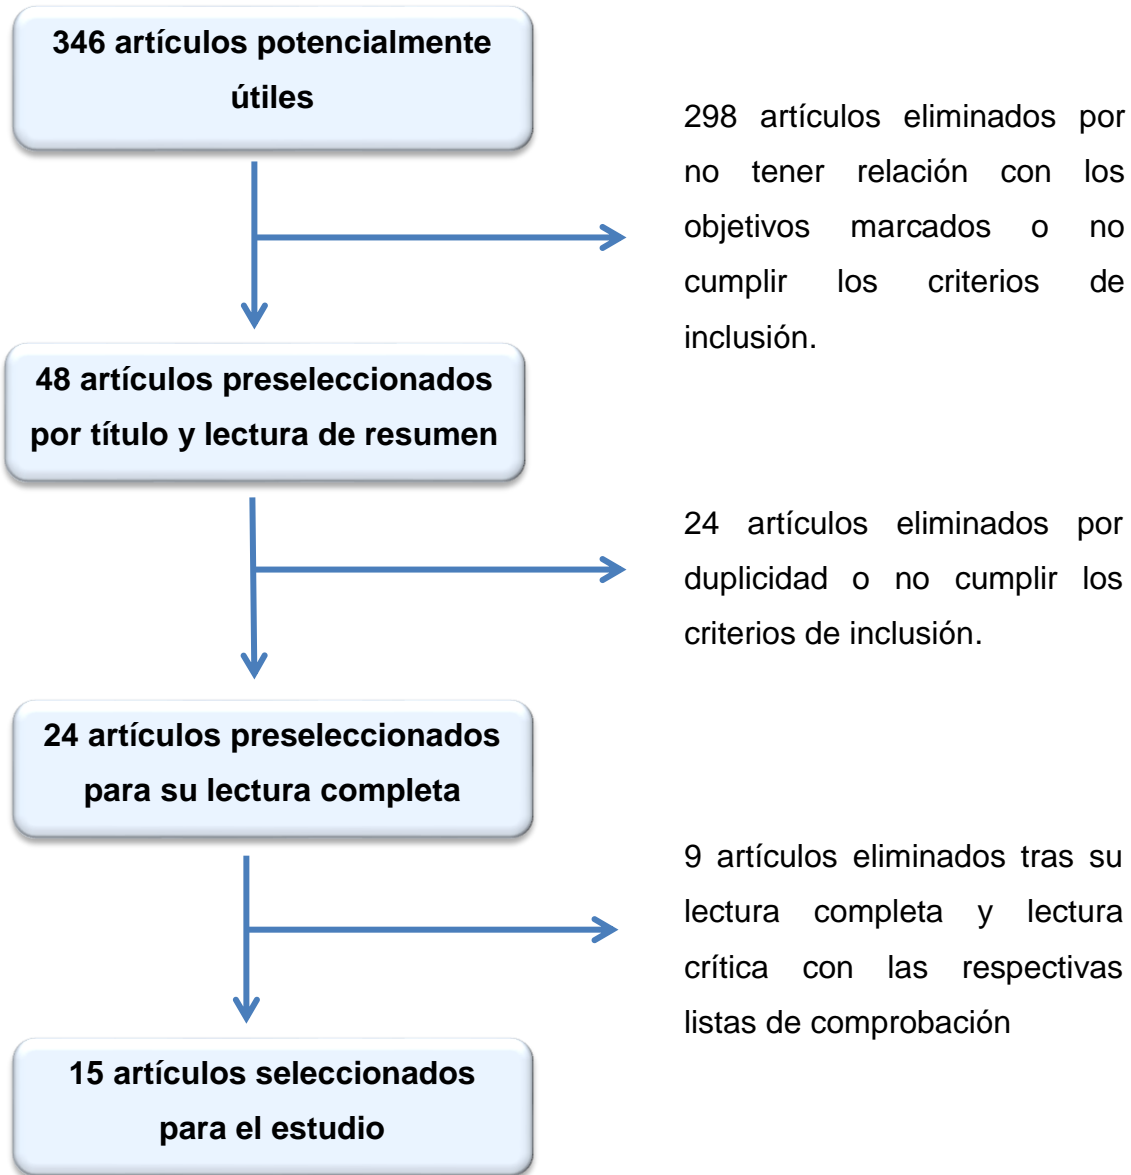 346 artículos potencialmente
útiles
298 artículos eliminados por
no tener relación con los
objetivos marcados o no
cumplir los criterios de
inclusión.
48 artículos preseleccionados
por título y lectura de resumen
24 artículos eliminados por
duplicidad o no cumplir los
criterios de inclusión.
24 artículos preseleccionados
para su lectura completa
9 artículos eliminados tras su
lectura completa y lectura
crítica con las respectivas
listas de comprobación
15 artículos seleccionados
para el estudio